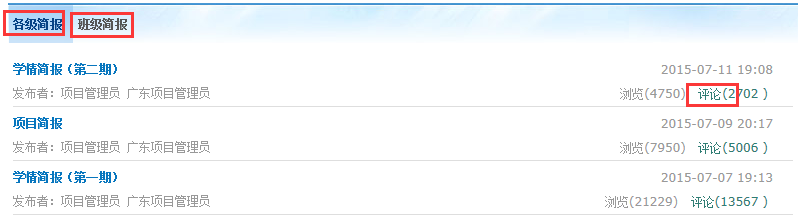 各级简报 班级简报
学情简报（第二期） 2015-07-11 19:08
发布者：项目管理员 广东项目管理员 浏览(4750) 评论(2702 )
项目简报 2015-07-09 20:17
发布者：项目管理员 广东项目管理员 浏览(7950) 评论(5006 )
学情简报（第一期） 2015-07-07 19:13
发布者：项目管理员 广东项目管理员 浏览(21229) 评论(13567 )